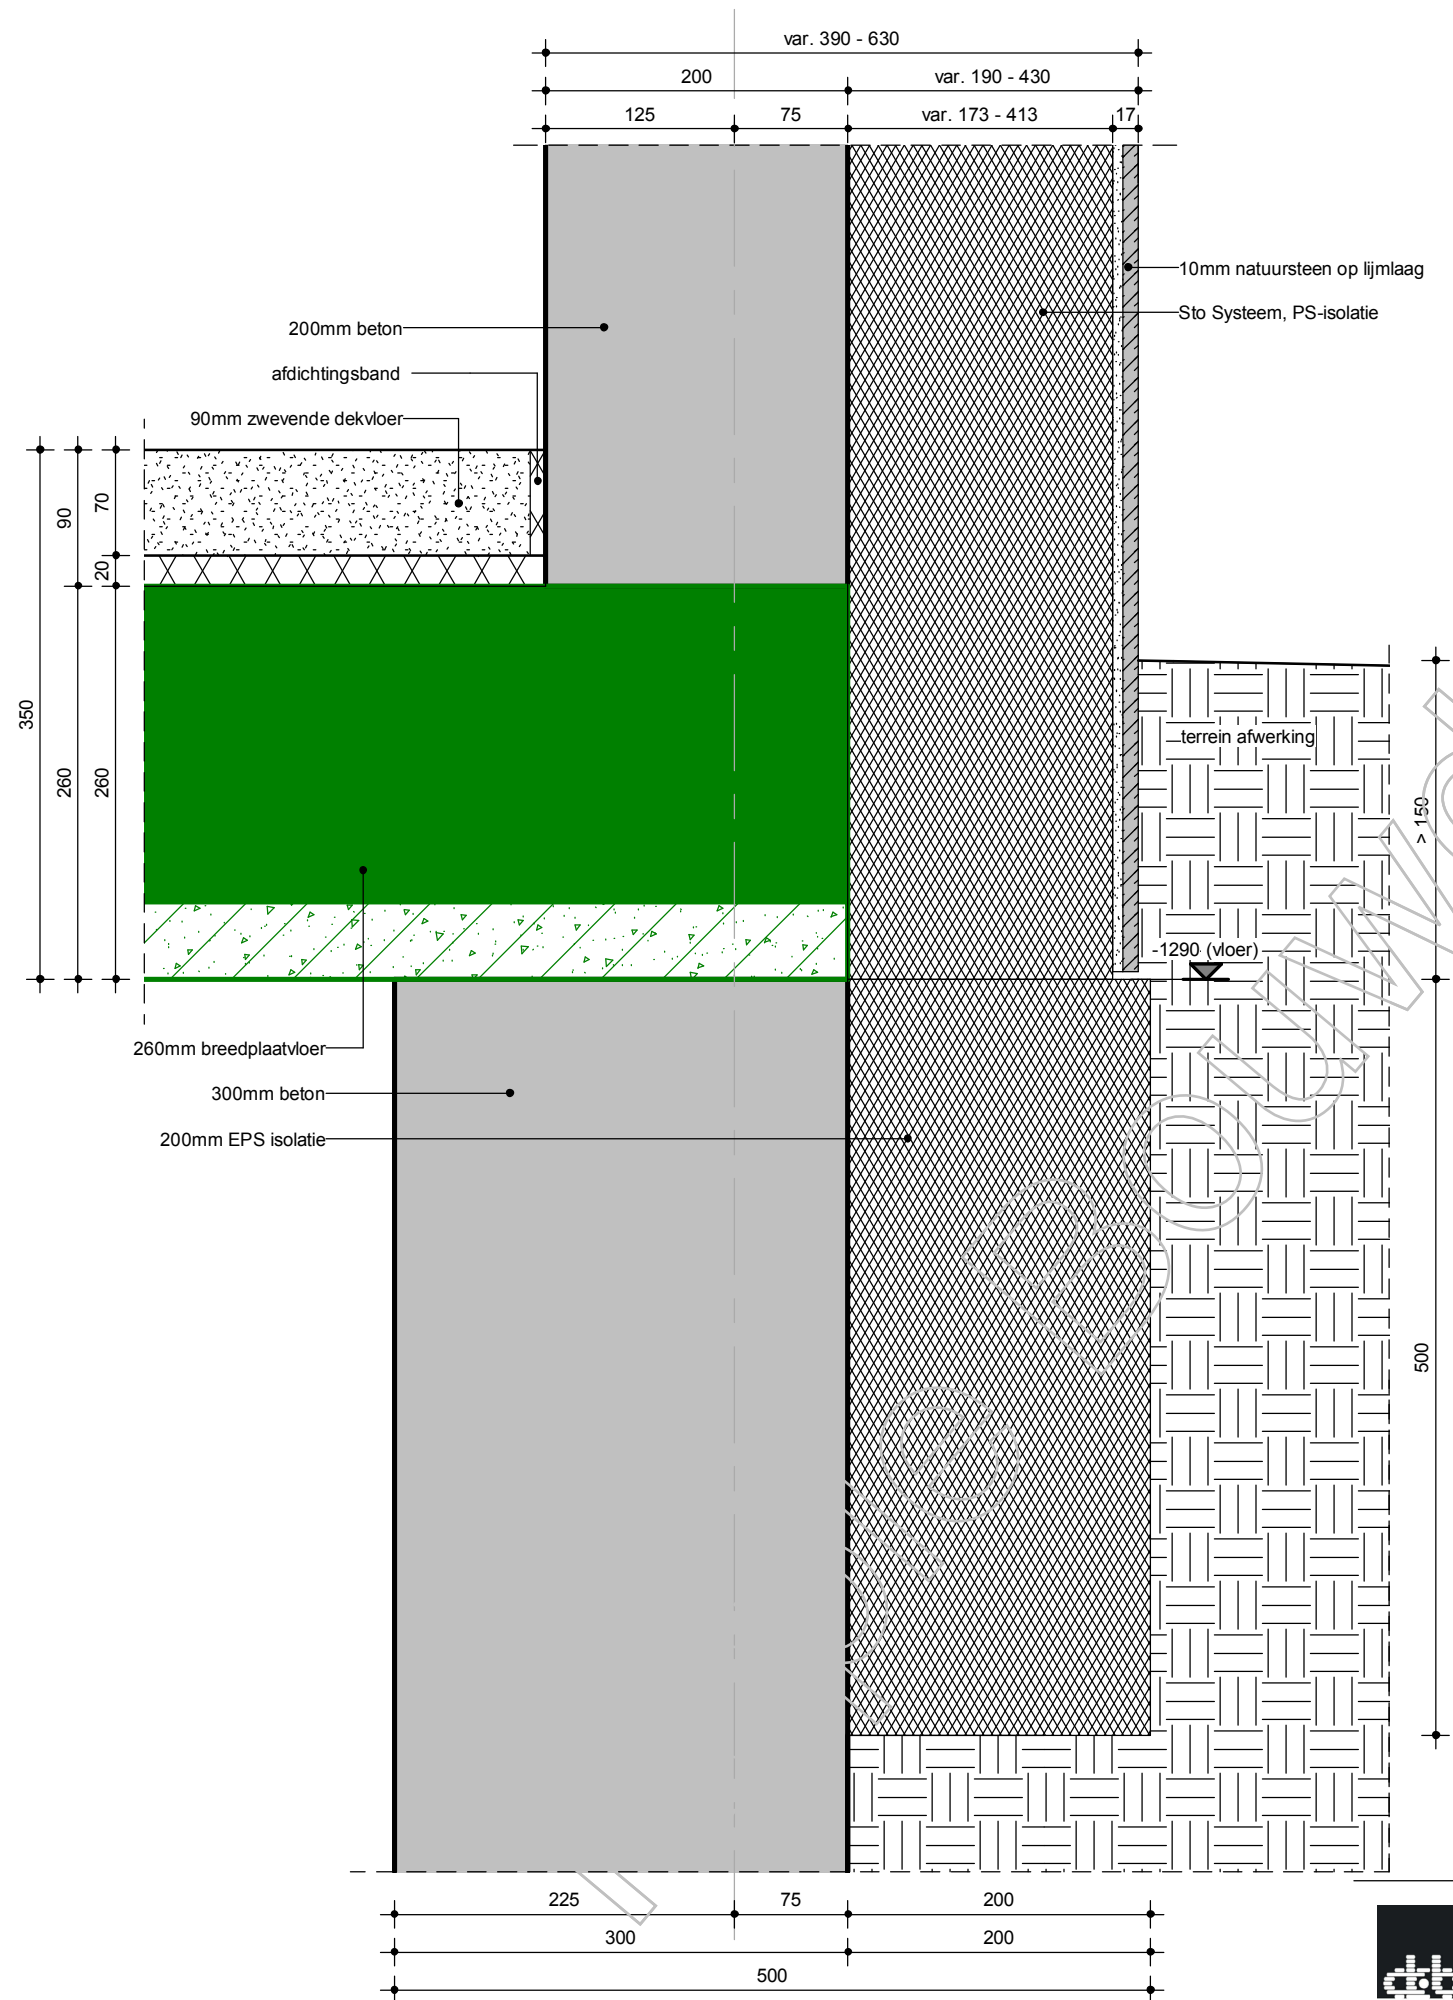 var. 390 - 630
200
var. 190 - 430
125
75
var. 173 - 413
17
10mm natuursteen op lijmlaag
Sto Systeem, PS-isolatie
200mm beton
afdichtingsband
90mm zwevende dekvloer
350
90
260
70
20
260
terrein afwerking
> 150
-1290 (vloer)
260mm breedplaatvloer
300mm beton
200mm EPS isolatie
500
225
75
200
300
200
500